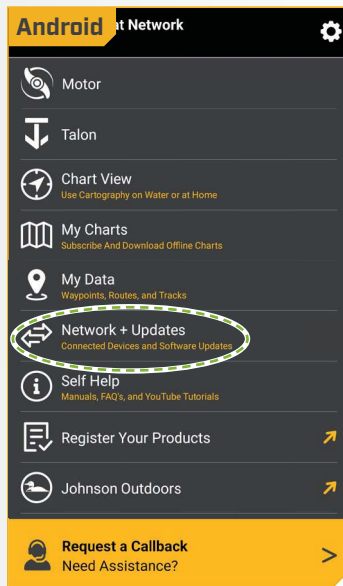 Android
nt Network
Motor
Talon
Chart View
Use Cartography on Water or at Home
My Charts
Subscribe And Download Offline Charts
My Data
Waypoints, Routes, and Tracks
Network + Updates
Connected Devices and Software Updates
Self Help
Manuals, FAQ's, and YouTube Tutorials
Register Your Products
Johnson Outdoors
Request a Callback
Need Assistance?